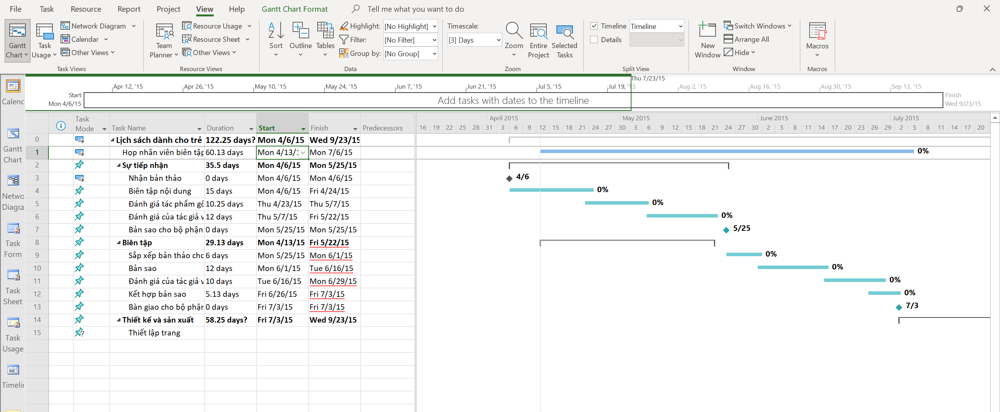 File Task Resource Report Project View Help Gantt Chart Format Tell me what you want to do
Gantt Chart
Task Usage
Network Diagram
Calendar
Other Views
Task Views
Team Planner
Resource Usage
Resource Sheet
Other Views
Resource Views
Sort
Outline
Tables
Highlight: [No Highlight]
Filter: [No Filter]
Group by: [No Group]
Data
Timescale:
[3] Days
Zoom
Entire Project
Selected Tasks
Zoom
Timeline Timeline
Details
Split View
New Window
Switch Windows
Arrange All
Hide
Window
Macros
Macros
Thu 7/23/15
Apr 12, '15 Apr 26, '15 May 10, '15 May 24, '15 Jun 7, '15 Jun 21, '15 Jul 5, '15 Jul 19, '15 Aug 2, '15 Aug 16, '15 Aug 30, '15 Sep 13, '15
Start
Mon 4/6/15
Add tasks with dates to the timeline
Finish
Wed 9/23/15
Calenc
Gantt
Chart
Netwo
Diagra
Task
Form
Task
Sheet
Task
Usage
Timelin
Task Mode Task Name Duration Start Finish Predecessors
April 2015 May 2015 June 2015 July 2015
16 19 22 25 28 31 3 6 9 12 15 18 21 24 27 30 3 6 9 12 15 18 21 24 27 30 2 5 8 11 14 17 20 23 26 29 2 5 8 11 14 17 20
0 Lịch sách dành cho trẻ 122.25 days? Mon 4/6/15 Wed 9/23/15
1 Họp nhân viên biên tập 60.13 days Mon 4/13/1 Mon 7/6/15 0%
2 Sự tiếp nhận 35.5 days Mon 4/6/15 Mon 5/25/15
3 Nhận bản thảo 0 days Mon 4/6/15 Mon 4/6/15 4/6
4 Biên tập nội dung 15 days Mon 4/6/15 Fri 4/24/15 0%
5 Đánh giá tác phẩm gố 10.25 days Thu 4/23/15 Thu 5/7/15 0%
6 Đánh giá của tác giả v 12 days Thu 5/7/15 Fri 5/22/15 0%
7 Bản sao cho bộ phận 0 days Mon 5/25/15 Mon 5/25/15 5/25
8 Biên tập 29.13 days Mon 4/13/15 Fri 5/22/15
9 Sắp xếp bản thảo cho 6 days Mon 5/25/15 Mon 6/1/15 0%
10 Bản sao 12 days Mon 6/1/15 Tue 6/16/15 0%
11 Đánh giá của tác giả v 10 days Tue 6/16/15 Mon 6/29/15 0%
12 Kết hợp bản sao 5.13 days Fri 6/26/15 Fri 7/3/15 0%
13 Bàn giao cho bộ phận 0 days Fri 7/3/15 Fri 7/3/15 7/3
14 Thiết kế và sản xuất 58.25 days? Fri 7/3/15 Wed 9/23/15
15 Thiết lập trang